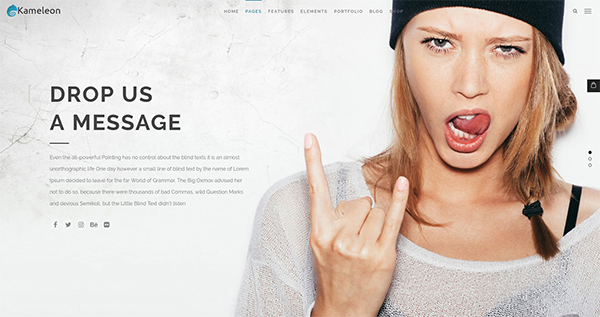 Kameleon
HOME PAGES FEATURES ELEMENTS PORTFOLIO BLOG SHOP
DROP US
A MESSAGE
Even the all-powerful Pointing has no control about the blind texts it is an almost
unorthographic life One day however a small line of blind text by the name of Lorem
Ipsum decided to leave for the far World of Grammar. The Big Oxmox advised her
not to do so, because there were thousands of bad Commas, wild Question Marks
and devious Semikoli, but the Little Blind Text didn't listen
Bē